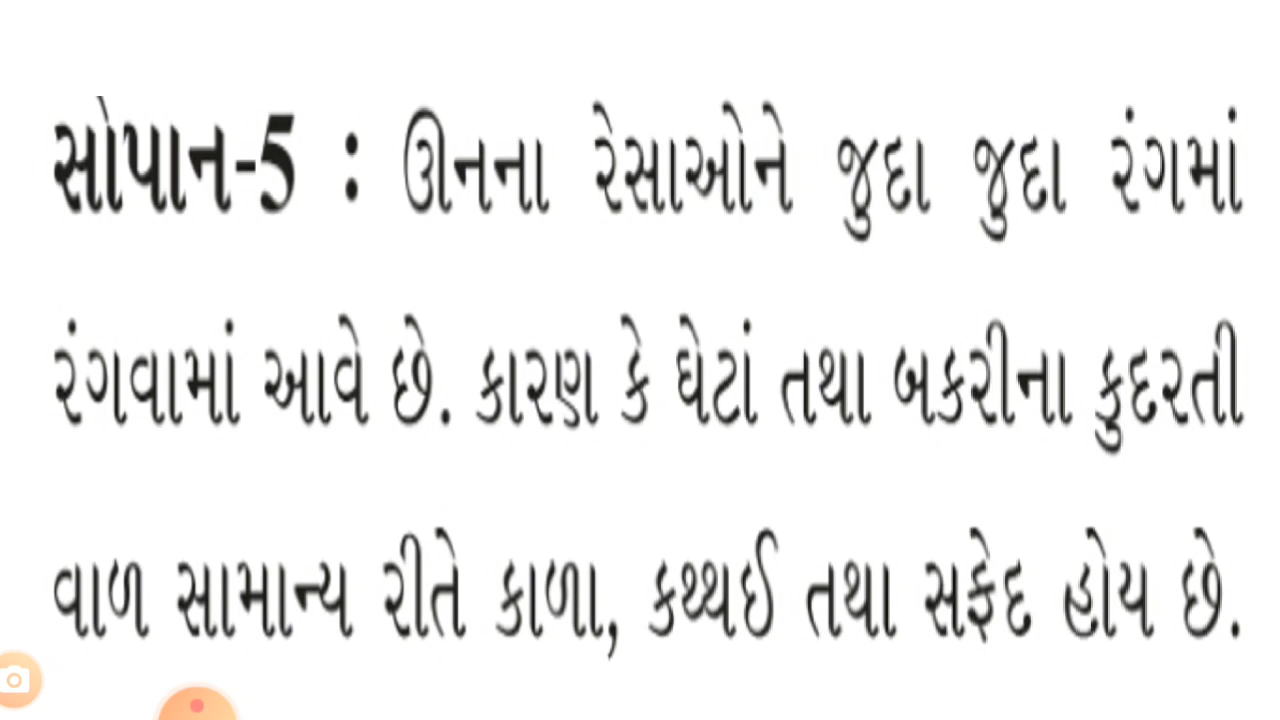 સોપાન-5 : ઊનના રેસાઓને જુદા જુદા રંગમાં
રંગવામાં આવે છે. કારણ કે ઘેટાં તથા બકરીના કુદરતી
વાળ સામાન્ય રીતે કાળા, કથ્થઈ તથા સફેદ હોય છે.